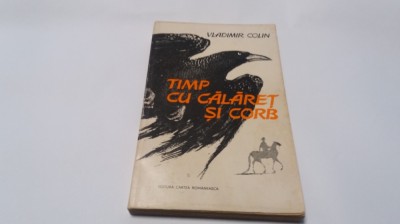 VLADIMIR COLIN
TIMP
CU CĂLĂREȚ
ȘI CORB
EDITURA CARTEA ROMÂNEASCĂ